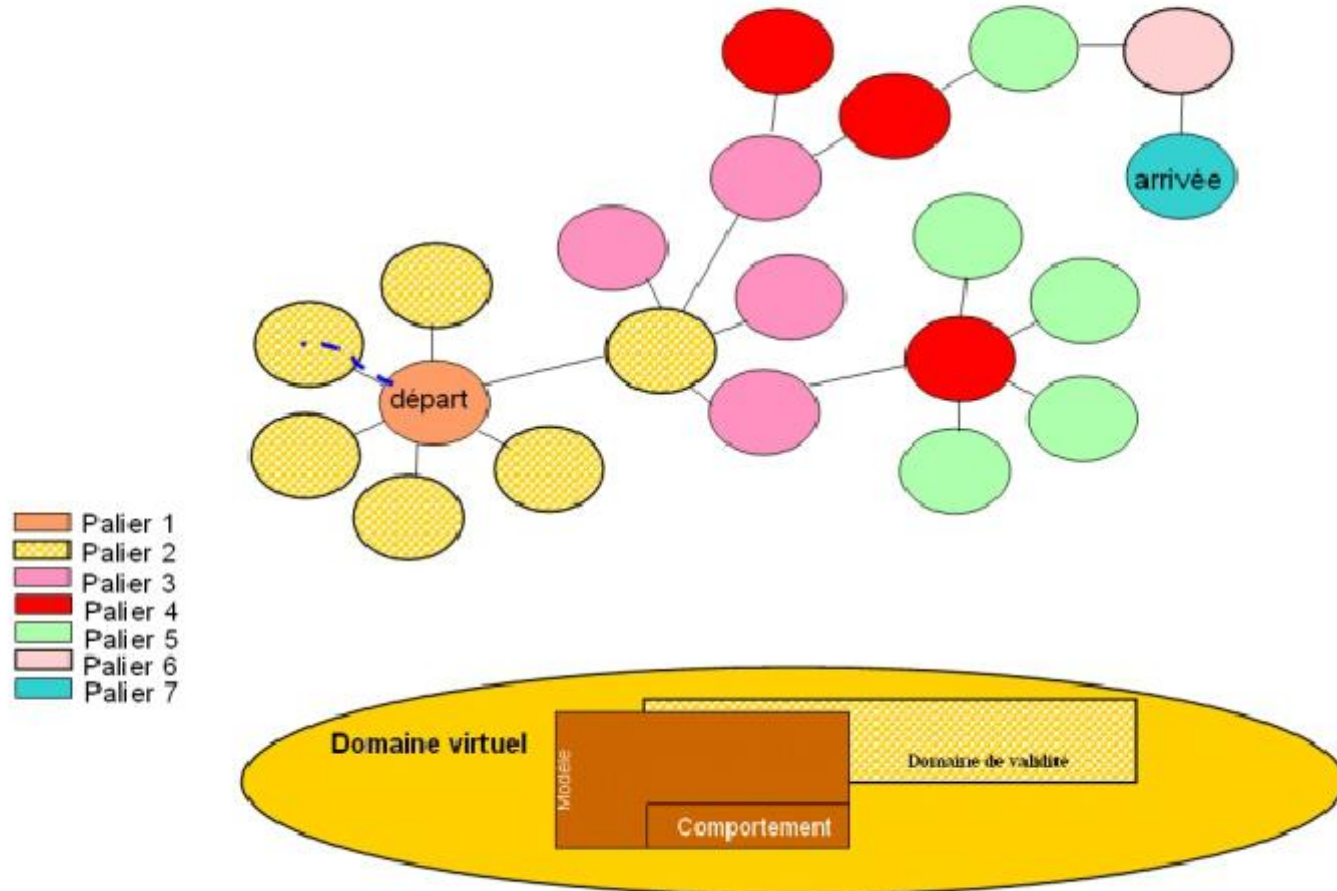 arrivée
départ
Palier 1
Palier 2
Palier 3
Palier 4
Palier 5
Palier 6
Palier 7
Domaine virtuel
Modèle
Domaine de validité
Comportement